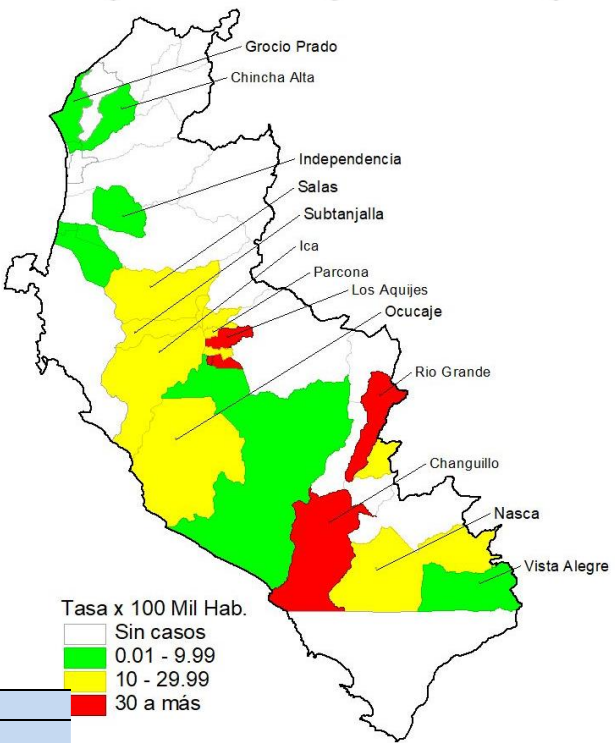 Grocio Prado
Chincha Alta
Independencia
Salas
Subtanjalla
Ica
Parcona
Los Aquijes
Ocucaje
Rio Grande
Changuillo
Nasca
Vista Alegre
Tasa x 100 Mil Hab.
Sin casos
0.01 - 9.99
10 - 29.99
30 a más